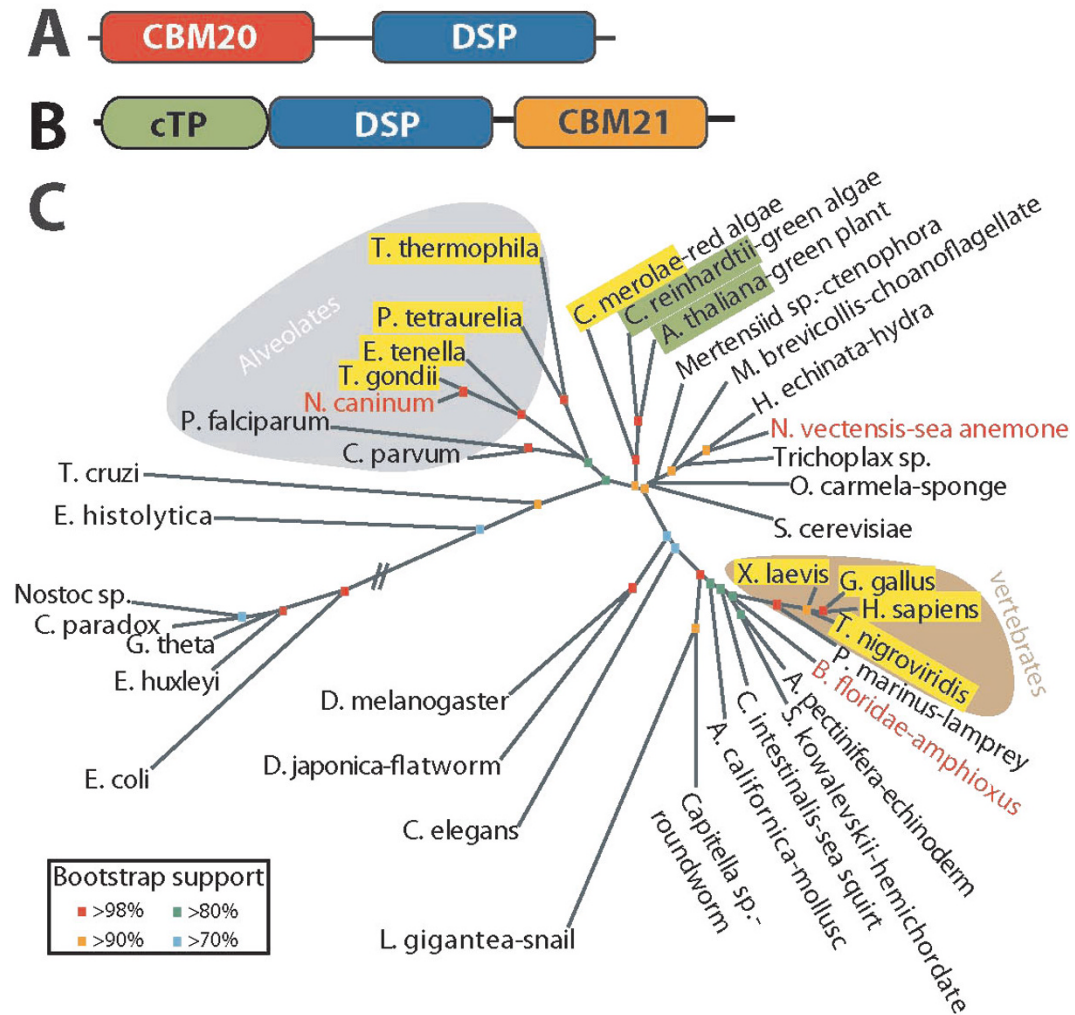 A
CBM20
DSP
B
cTP
DSP
CBM21
C
Alveolates
T. thermophila
P. tetraurelia
E. tenella
T. gondii
N. caninum
P. falciparum
C. parvum
T. cruzi
E. histolytica
Nostoc sp.
C. paradox
G. theta
E. huxleyi
E. coli
C. merolae-red algae
C. reinhardtii-green algae
A. thaliana-green plant
Mertensiid sp.-ctenophora
M. brevicollis-choanoflagellate
H. echinata-hydra
N. vectensis-sea anemone
Trichoplax sp.
O. carmela-sponge
S. cerevisiae
vertebrates
X. laevis
G. gallus
H. sapiens
T. nigroviridis
P. marinus-lamprey
B. floridae-amphioxus
A. pectinifera-echinoderm
S. kowalevskii-hemichordate
C. intestinalis-sea squirt
A. californica-mollusc
Capitella sp.-
roundworm
L. gigantea-snail
C. elegans
D. japonica-flatworm
D. melanogaster
Bootstrap support
>98% >80%
>90% >70%